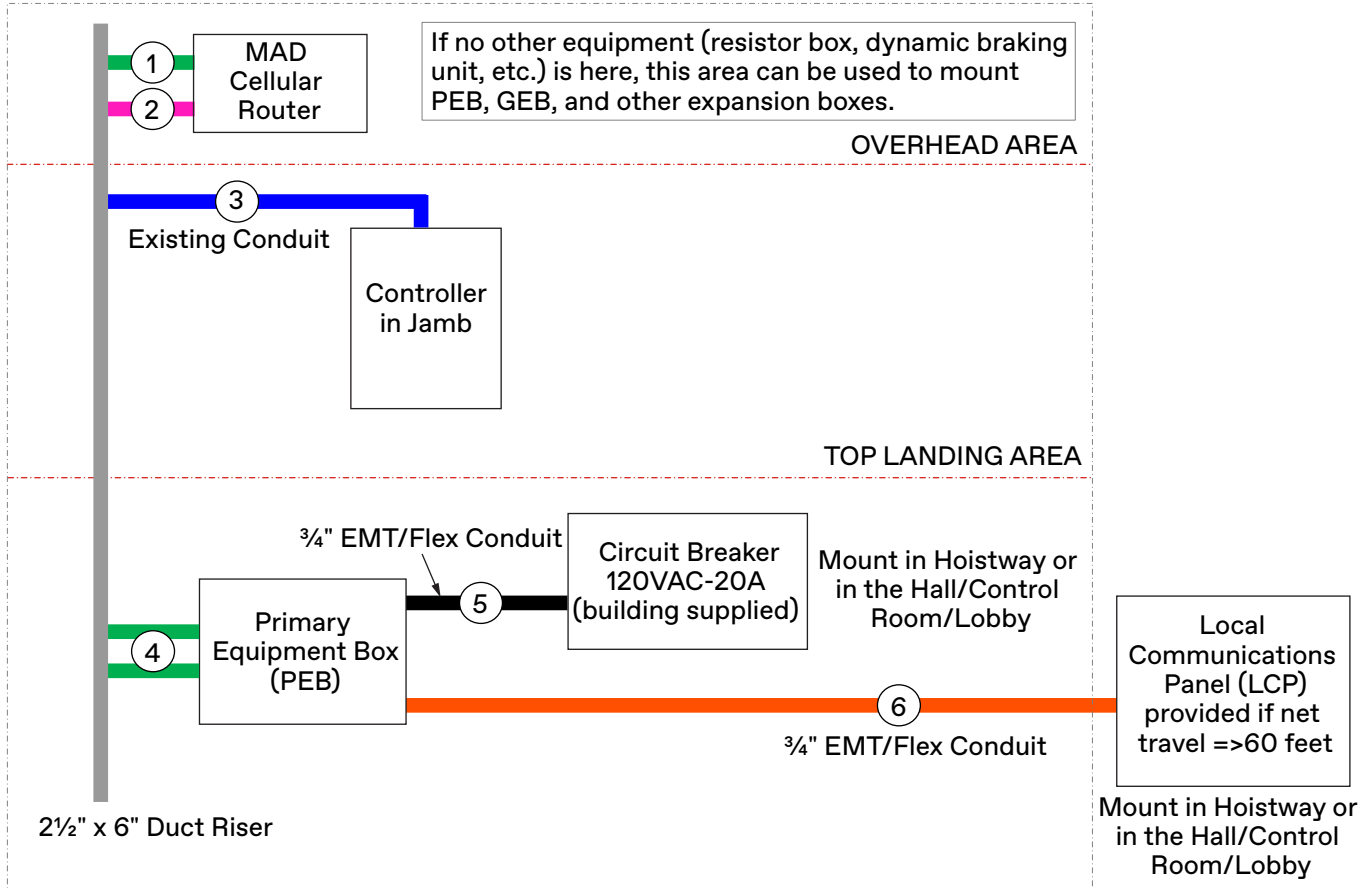 1
MAD
Cellular
Router
2
If no other equipment (resistor box, dynamic braking
unit, etc.) is here, this area can be used to mount
PEB, GEB, and other expansion boxes.
OVERHEAD AREA
3
Existing Conduit
Controller
in Jamb
TOP LANDING AREA
¾" EMT/Flex Conduit
5
Circuit Breaker
120VAC-20A
(building supplied)
Mount in Hoistway or
in the Hall/Control
Room/Lobby
4
Primary
Equipment Box
(PEB)
6
¾" EMT/Flex Conduit
Local
Communications
Panel (LCP)
provided if net
travel =>60 feet
Mount in Hoistway or
in the Hall/Control
Room/Lobby
2½" x 6" Duct Riser